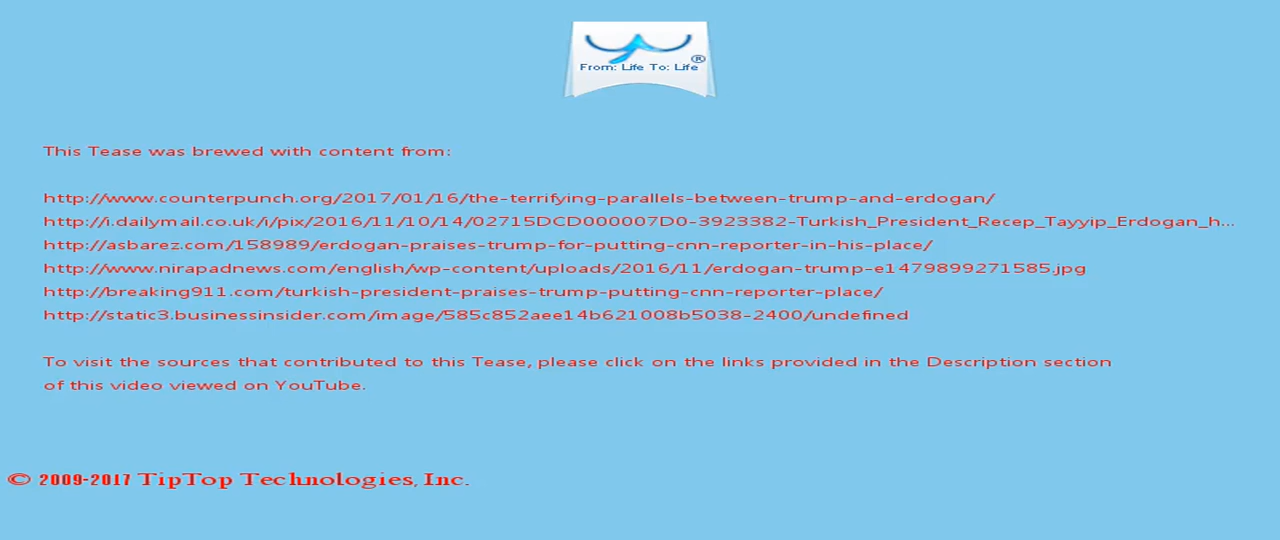 From: Life To: Life ®
This Tease was brewed with content from:
http://www.counterpunch.org/2017/01/16/the-terrifying-parallels-between-trump-and-erdogan/
http://i.dailymail.co.uk/i/pix/2016/11/10/14/02715DCD000007D0-3923382-Turkish_President_Recep_Tayyip_Erdogan_h...
http://asbarez.com/158989/erdogan-praises-trump-for-putting-cnn-reporter-in-his-place/
http://www.nirapadnews.com/english/wp-content/uploads/2016/11/erdogan-trump-e1479899271585.jpg
http://breaking911.com/turkish-president-praises-trump-putting-cnn-reporter-place/
http://static3.businessinsider.com/image/585c852aee14b621008b5038-2400/undefined
To visit the sources that contributed to this Tease, please click on the links provided in the Description section
of this video viewed on YouTube.
© 2009-2017 TipTop Technologies, Inc.